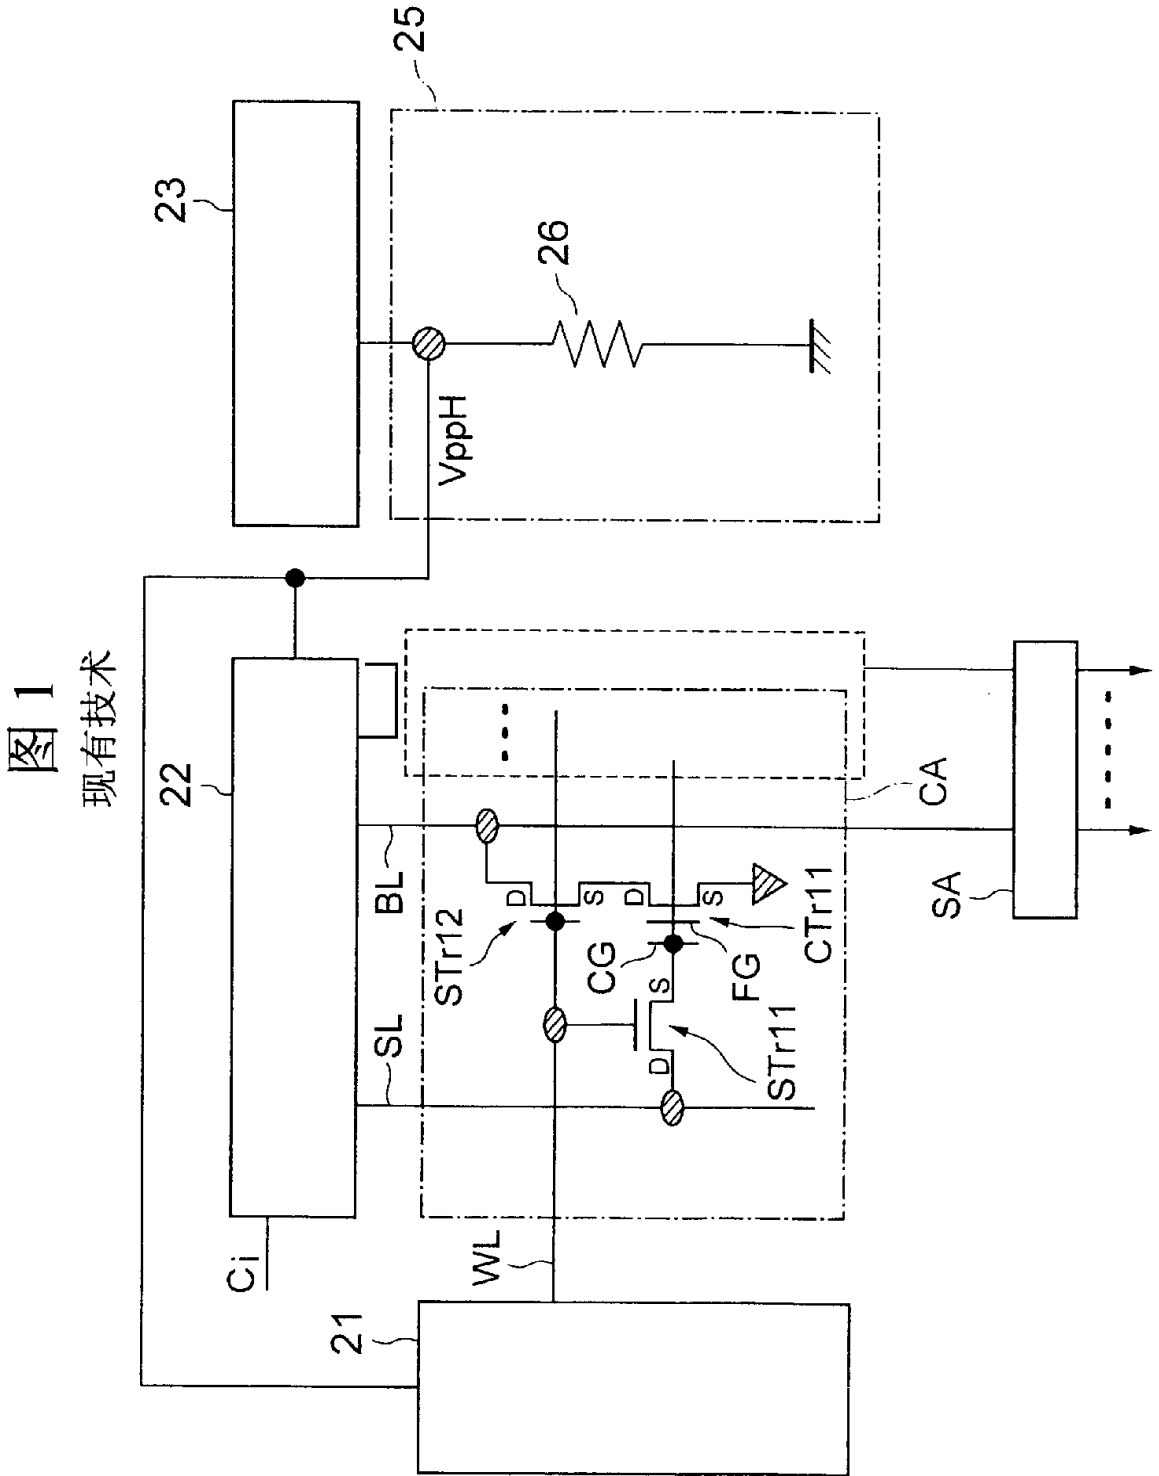 图 1
现有技术
23
25
26
VppH
22
Ci
21
WL
SL
BL
STr12
D
S
D
S
CG
FG
CTr11
S
D
STr11
CA
SA